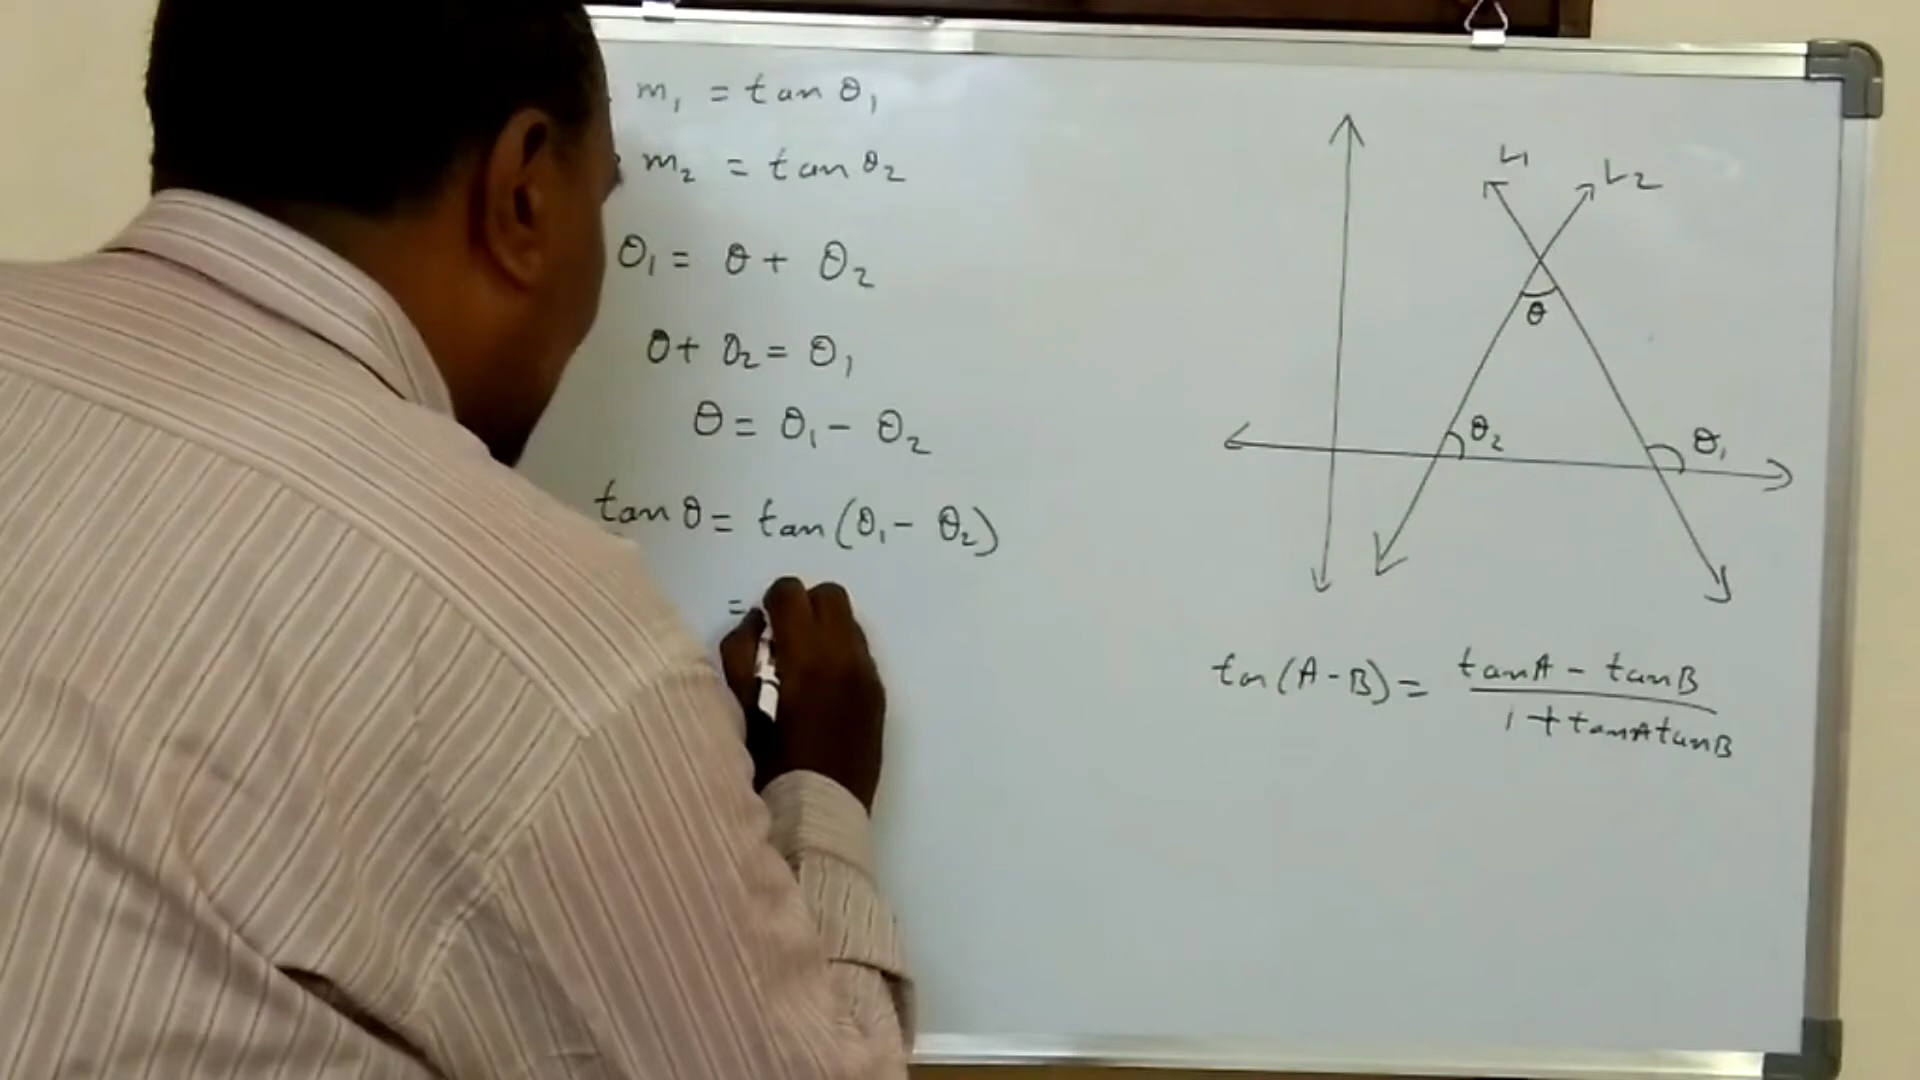 m₁ = tan θ₁
m₂ = tan θ₂
θ₁ = θ + θ₂
θ + θ₂ = θ₁
θ = θ₁ - θ₂
tan θ = tan (θ₁ - θ₂)
=
L₁
L₂
θ
θ₂
θ₁
tan (A - B) = tanA - tanB
1 + tanA tanB